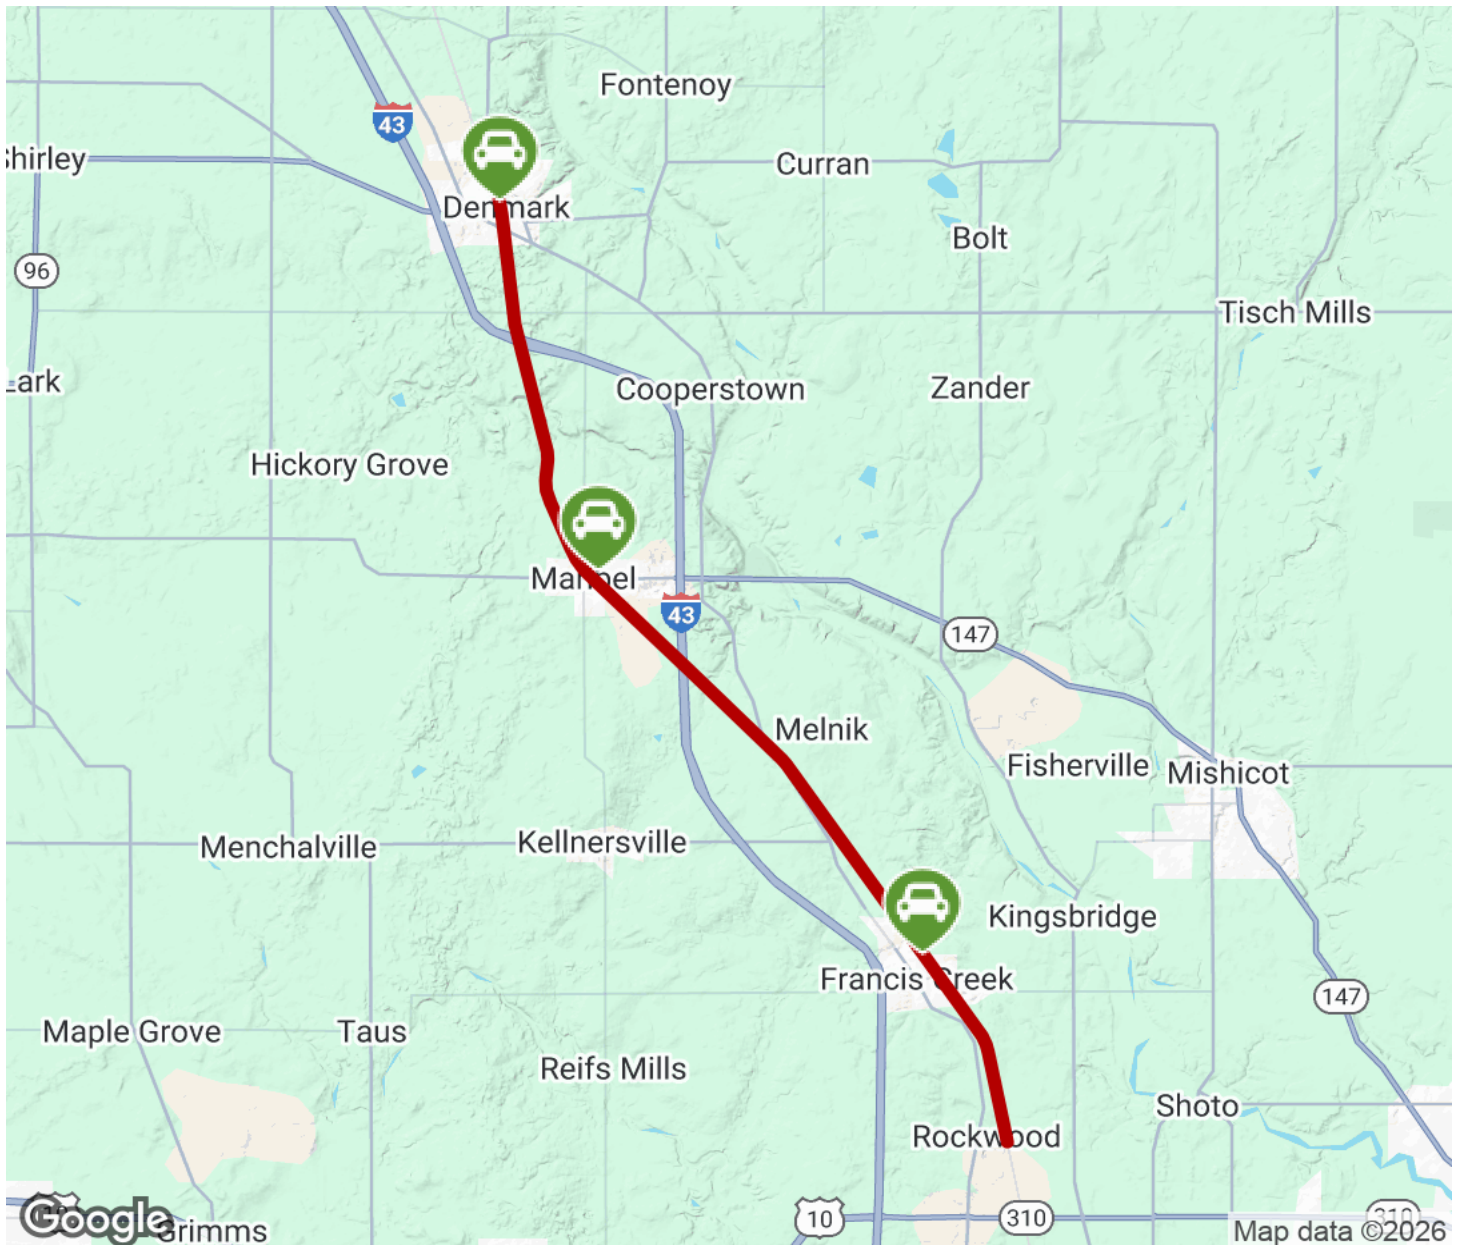 Fontenoy
43
Shirley
Curran
Denmark
Bolt
96
Tisch Mills
Lark
Cooperstown
Zander
Hickory Grove
43
147
Melnik
Fisherville
Mishicot
Menchalville
Kellnersville
Kingsbridge
Francis Creek
147
Maple Grove
Taus
Reifs Mills
Shoto
Rockwood
10
310
310
Google
Grimms
Map data ©2026